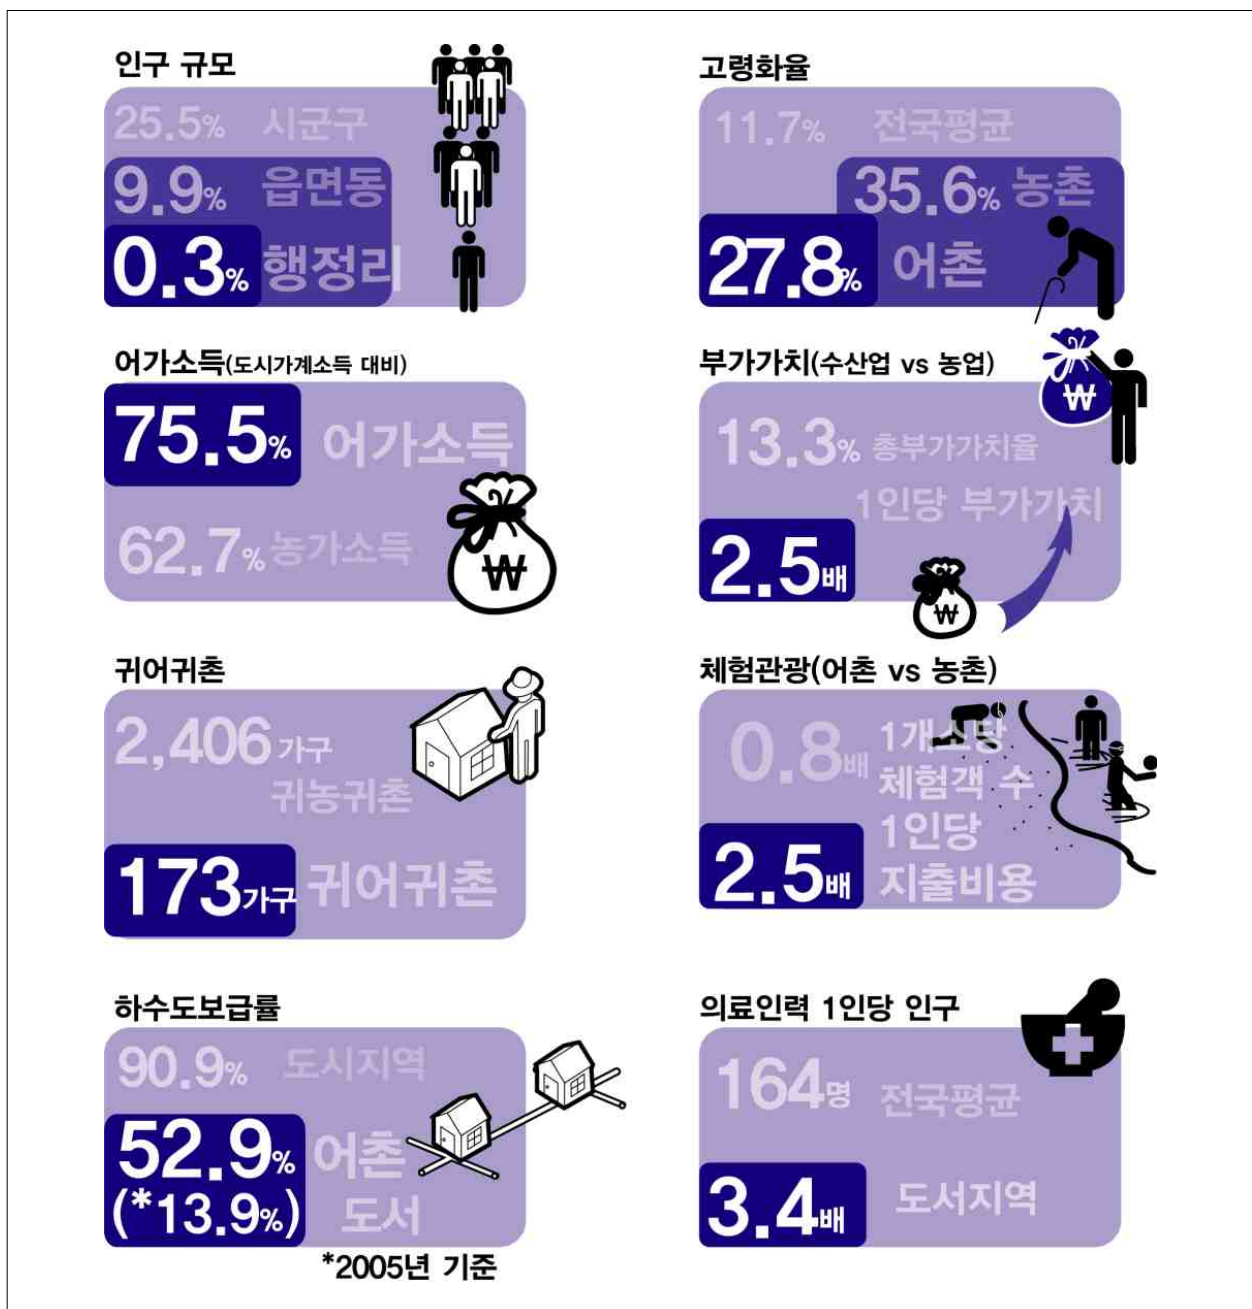 인구 규모
25.5% 시군구
9.9% 읍면동
0.3% 행정리
고령화율
11.7% 전국평균
35.6% 농촌
27.8% 어촌
어가소득(도시가계소득 대비)
75.5% 어가소득
62.7% 농가소득
₩
부가가치(수산업 vs 농업)
₩
13.3% 총부가가치율
1인당 부가가치
2.5배
₩
귀어귀촌
2,406 가구
귀농귀촌
173가구 귀어귀촌
체험관광(어촌 vs 농촌)
0.8배 1개소당
체험객 수
2.5배 1인당
지출비용
하수도보급률
90.9% 도시지역
52.9% 어촌
(*13.9%) 도서
*2005년 기준
의료인력 1인당 인구
164명 전국평균
3.4배 도서지역